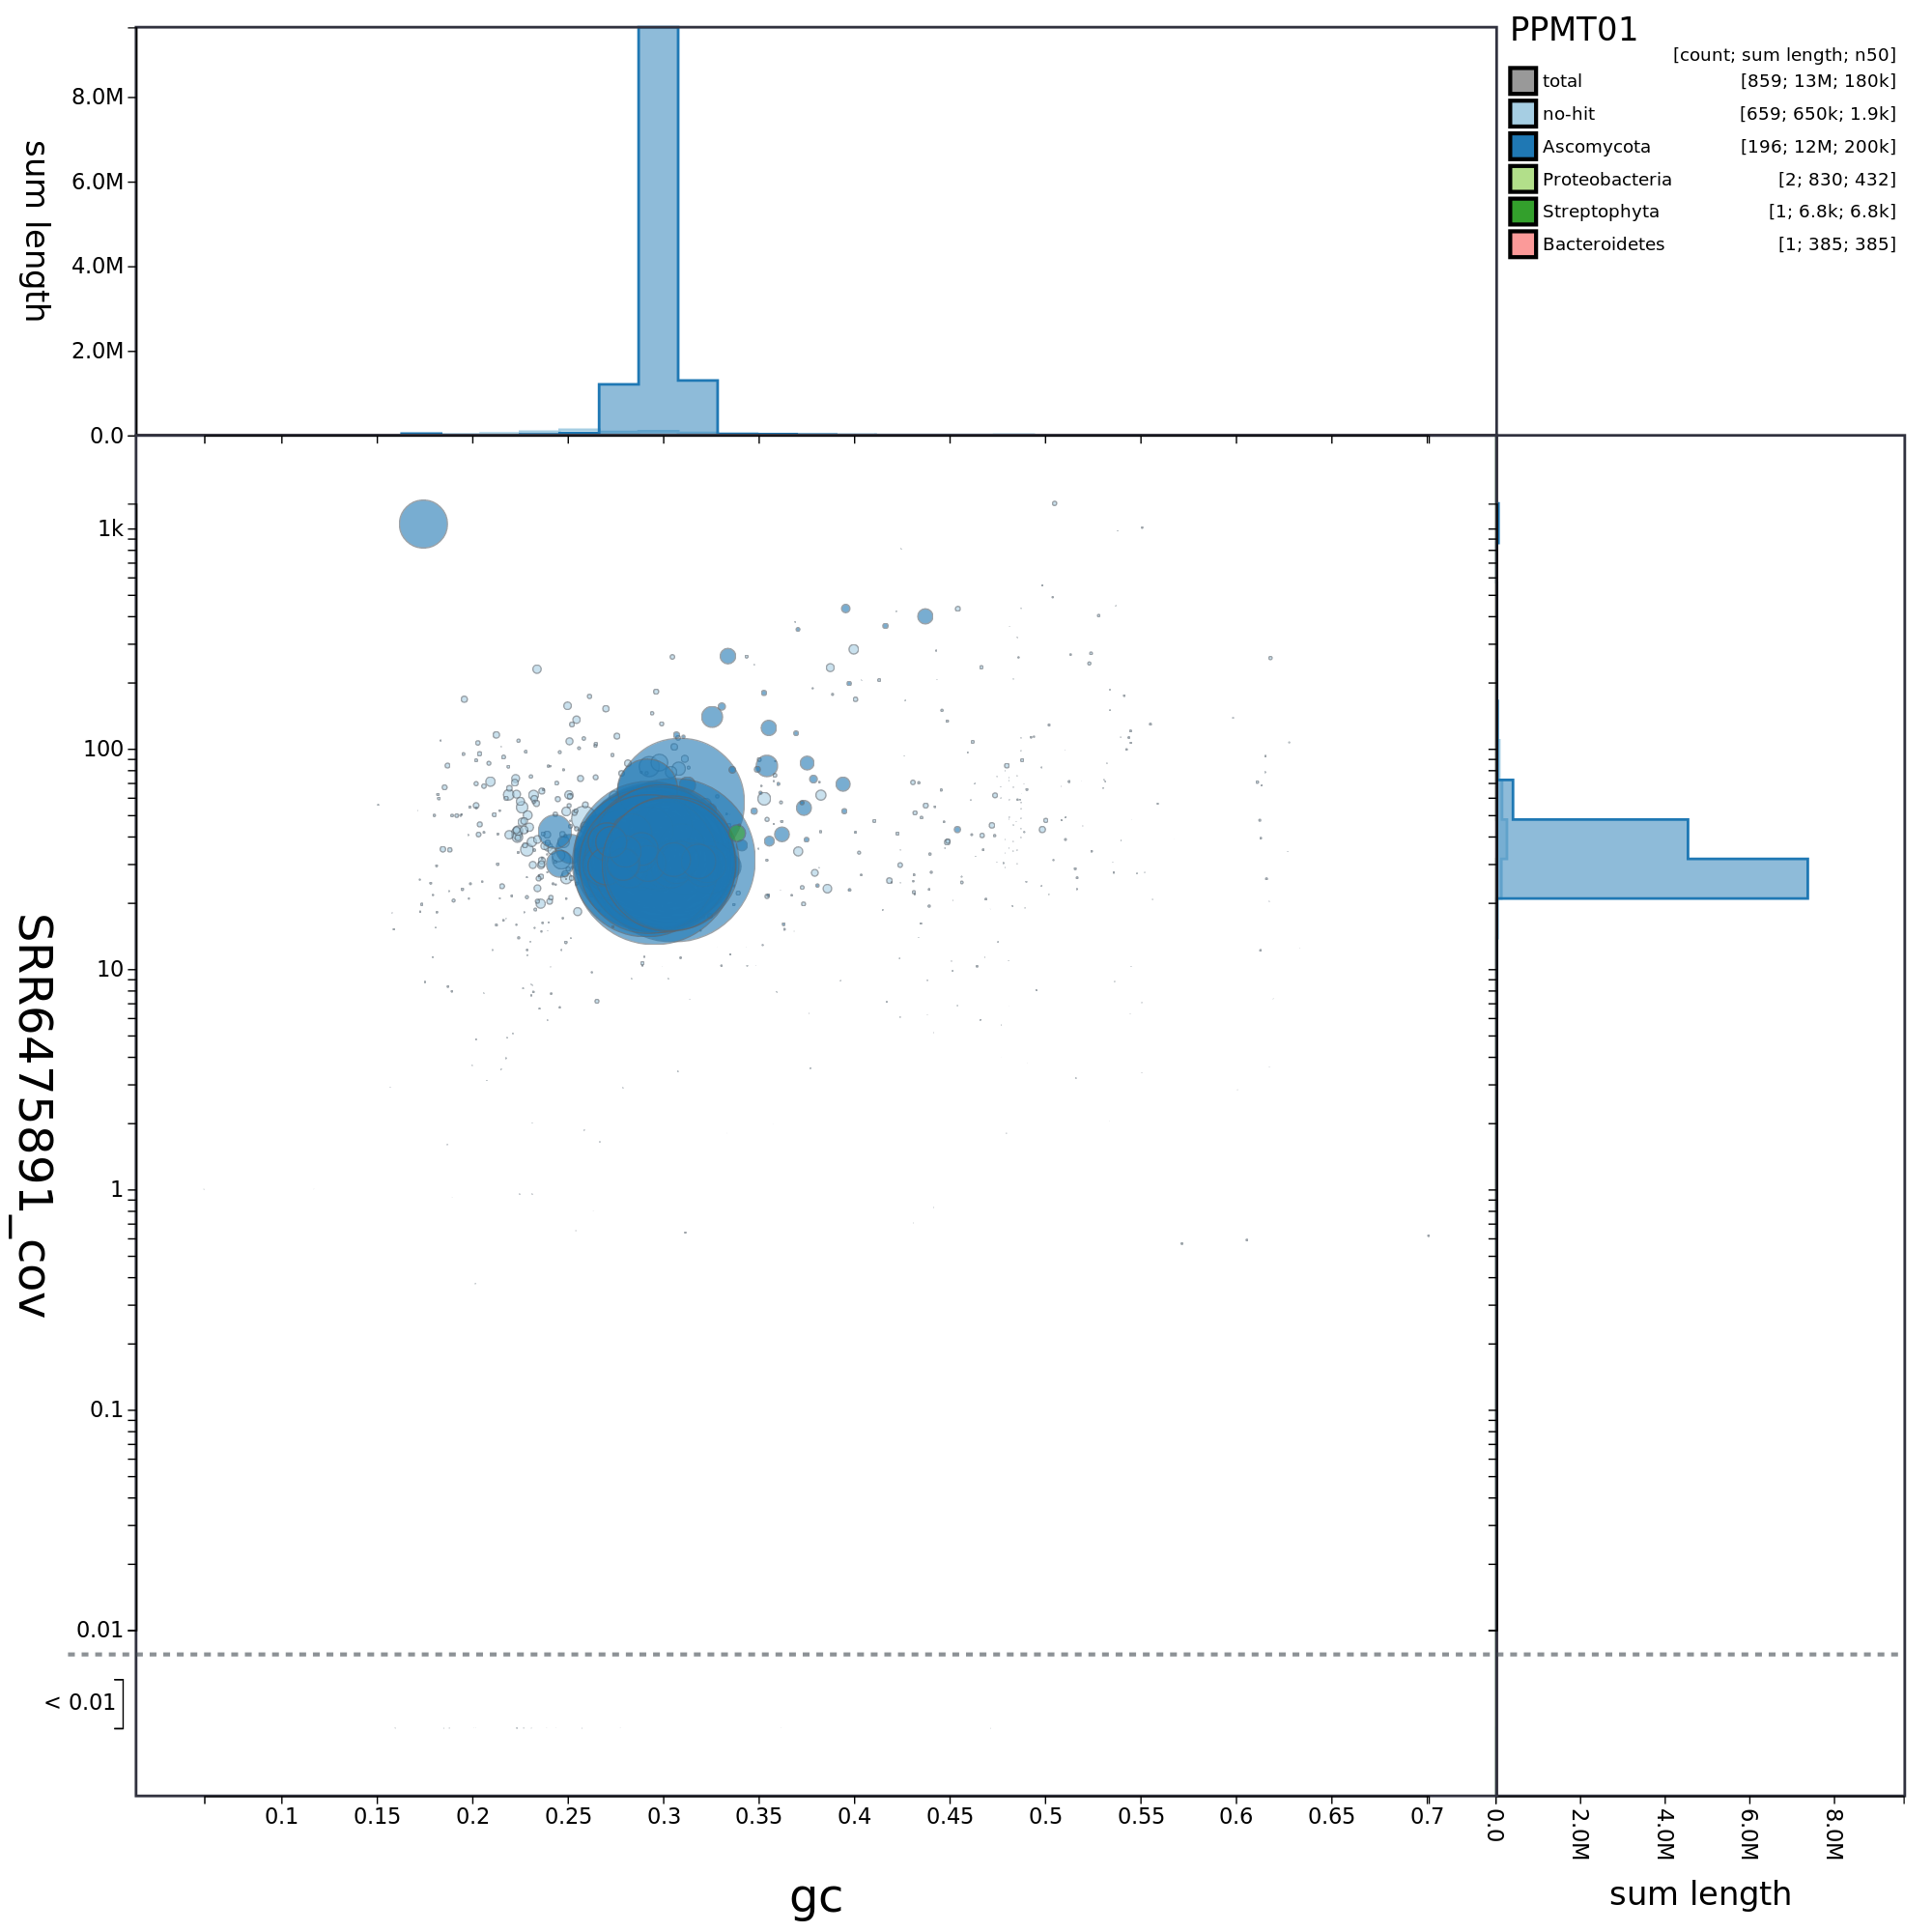 PPMT01
[count; sum length; n50]
total [859; 13M; 180k]
no-hit [659; 650k; 1.9k]
Ascomycota [196; 12M; 200k]
Proteobacteria [2; 830; 432]
Streptophyta [1; 6.8k; 6.8k]
Bacteroidetes [1; 385; 385]
sum length
8.0M
6.0M
4.0M
2.0M
0.0
SRR6475891_cov
1k
100
10
1
0.1
0.01
< 0.01
0.1 0.15 0.2 0.25 0.3 0.35 0.4 0.45 0.5 0.55 0.6 0.65 0.7
gc
0.0 2.0M 4.0M 6.0M 8.0M
sum length